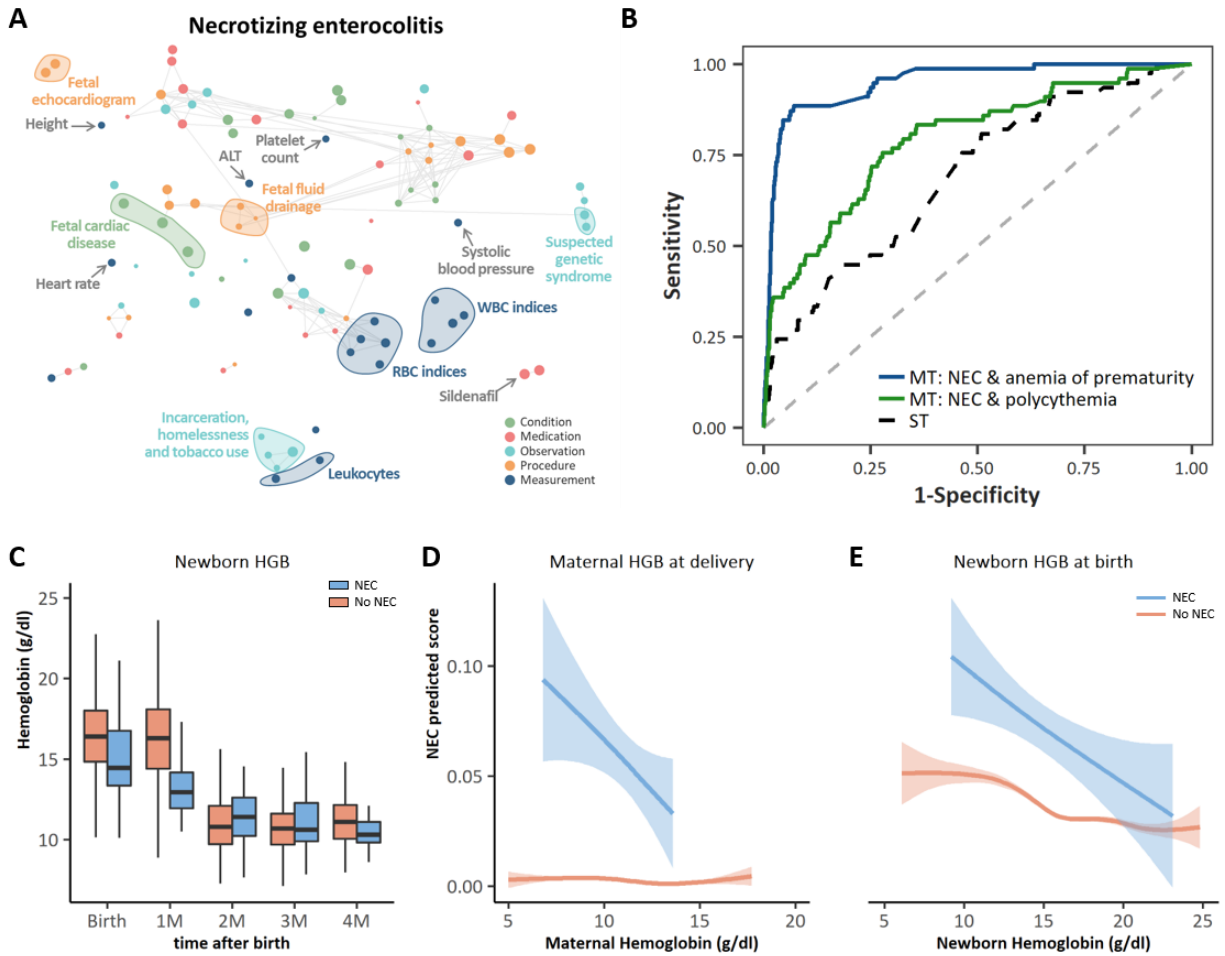 A
Necrotizing enterocolitis
Fetal
echocardiogram
Height
Platelet
count
ALT
Fetal fluid
drainage
Fetal cardiac
disease
Heart rate
Systolic
blood pressure
Suspected
genetic
syndrome
WBC indices
RBC indices
Sildenafil
Incarceration,
homelessness
and tobacco use
Leukocytes
Condition
Medication
Observation
Procedure
Measurement
B
Sensitivity
1.00
0.75
0.50
0.25
0.00
MT: NEC & anemia of prematurity
MT: NEC & polycythemia
ST
0.00 0.25 0.50 0.75 1.00
1-Specificity
C
Newborn HGB
NEC
No NEC
Hemoglobin (g/dl)
25
20
15
10
Birth 1M 2M 3M 4M
time after birth
D
Maternal HGB at delivery
NEC predicted score
0.10
0.05
0.00
5 10 15 20
Maternal Hemoglobin (g/dl)
E
Newborn HGB at birth
NEC
No NEC
5 10 15 20 25
Newborn Hemoglobin (g/dl)